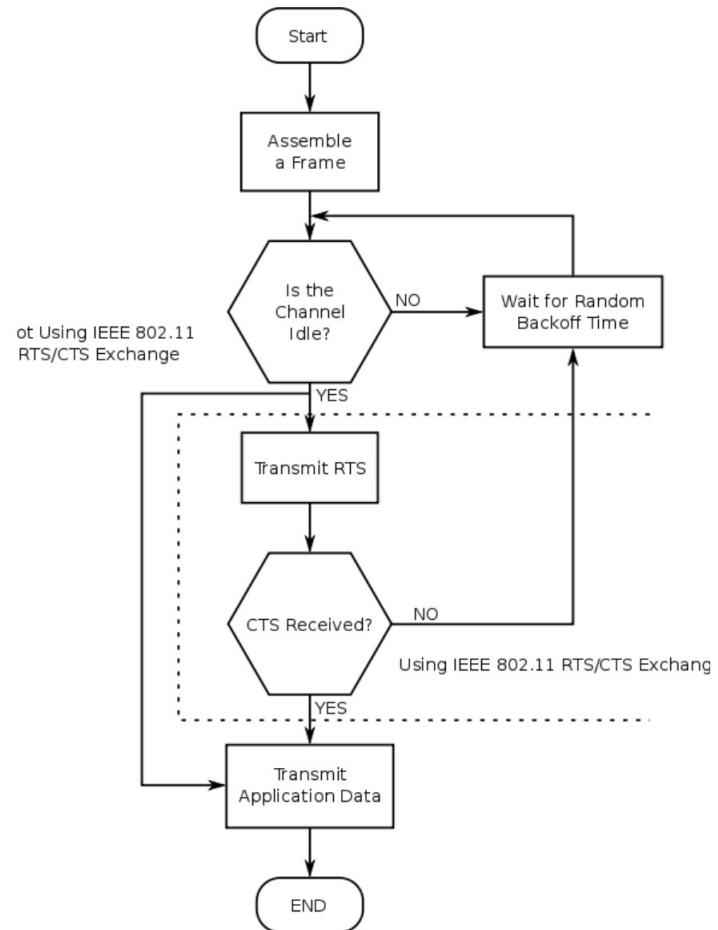 Start
Assemble
a Frame
Is the
Channel
Idle?
NO
Wait for Random
Backoff Time
ot Using IEEE 802.11
RTS/CTS Exchange
YES
Transmit RTS
CTS Received?
NO
Using IEEE 802.11 RTS/CTS Exchang
YES
Transmit
Application Data
END